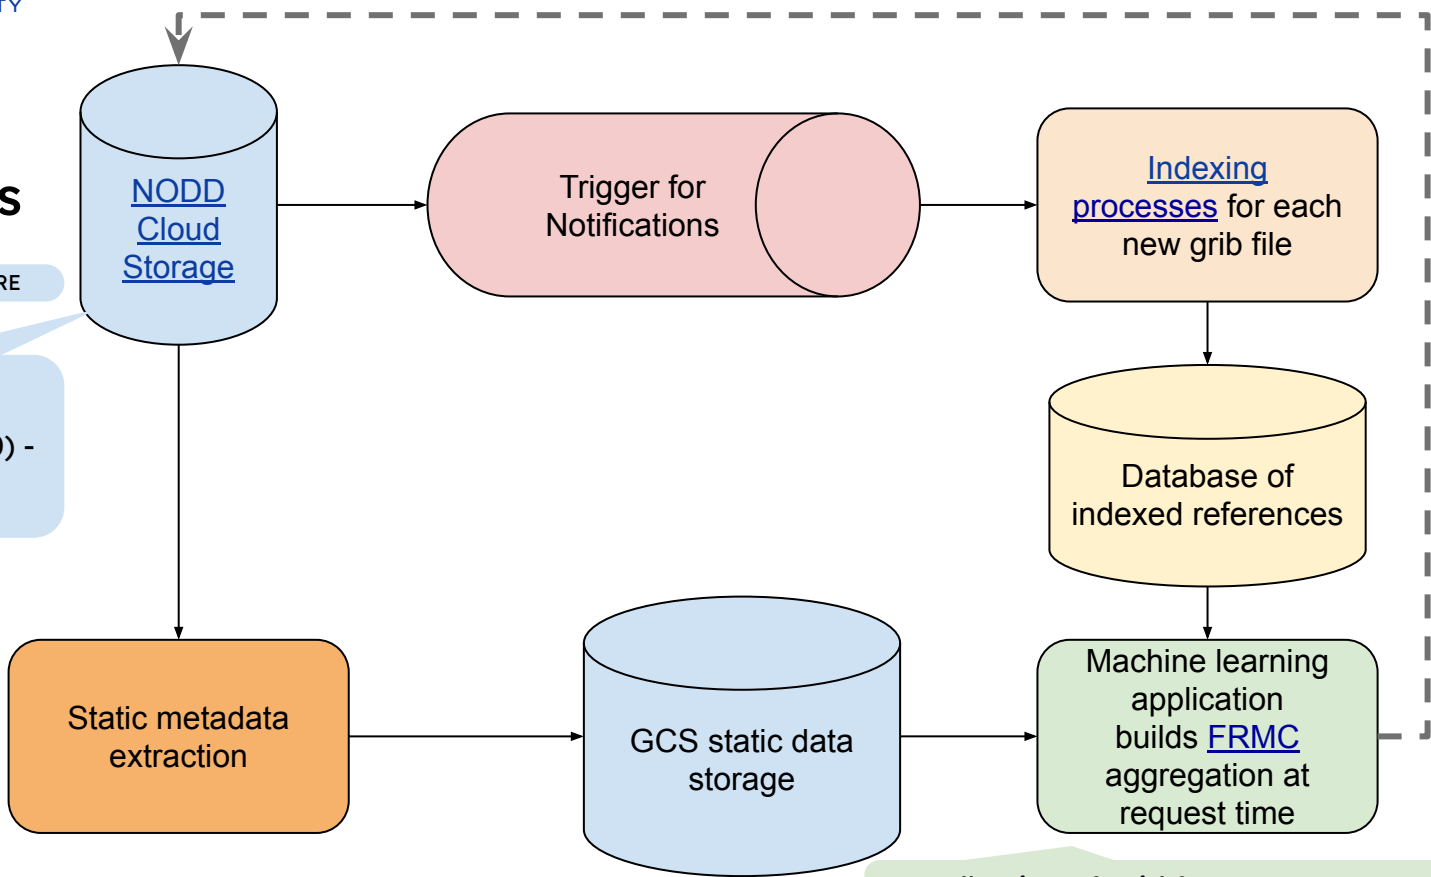 NODD
Cloud
Storage
Trigger for
Notifications
Indexing
processes for each
new grib file
Database of
indexed references
Static metadata
extraction
GCS static data
storage
Machine learning
application
builds FRMC
aggregation at
request time